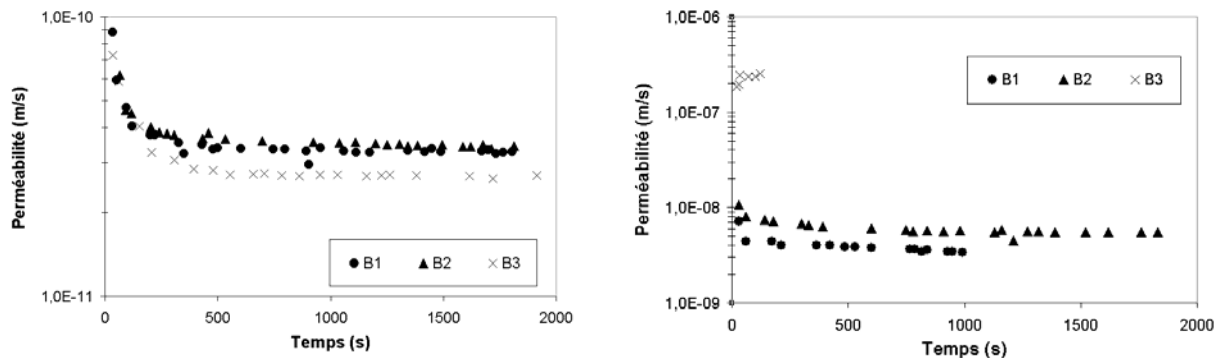 1,0E-10
Perméabilité (m/s)
B1 B2 B3
1,0E-11
0 500 1000 1500 2000
Temps (s)
1,0E-06
B1 B2 B3
1,0E-07
Perméabilité (m/s)
1,0E-08
1,0E-09
0 500 1000 1500 2000
Temps (s)